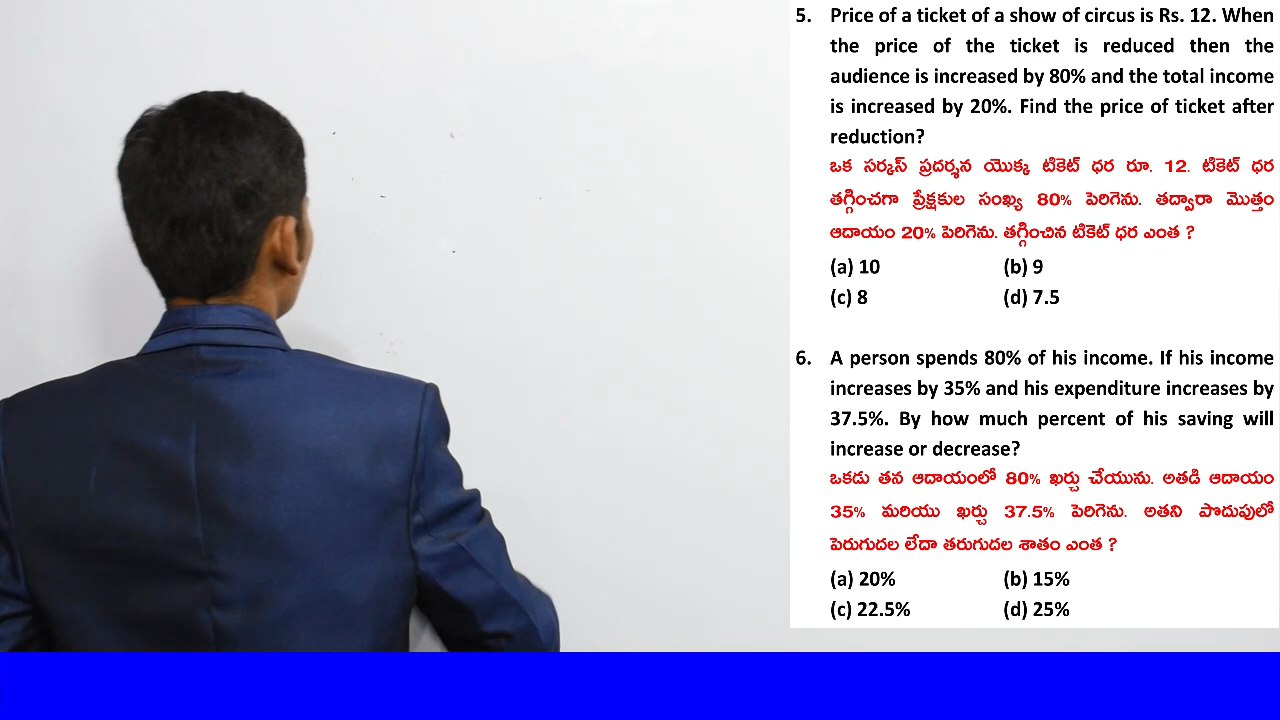 5. Price of a ticket of a show of circus is Rs. 12. When
the price of the ticket is reduced then the
audience is increased by 80% and the total income
is increased by 20%. Find the price of ticket after
reduction?
ఒక సర్కస్ ప్రదర్శన యొక్క టికెట్ ధర రూ. 12. టికెట్ ధర
తగ్గించగా ప్రేక్షకుల సంఖ్య 80% పెరిగెను. తద్వారా మొత్తం
ఆదాయం 20% పెరిగెను. తగ్గించిన టికెట్ ధర ఎంత ?
(a) 10 (b) 9
(c) 8 (d) 7.5
6. A person spends 80% of his income. If his income
increases by 35% and his expenditure increases by
37.5%. By how much percent of his saving will
increase or decrease?
ఒకడు తన ఆదాయంలో 80% ఖర్చు చేయును. అతడి ఆదాయం
35% మరియు ఖర్చు 37.5% పెరిగెను. అతని పొదుపులో
పెరుగుదల లేదా తరుగుదల శాతం ఎంత ?
(a) 20% (b) 15%
(c) 22.5% (d) 25%